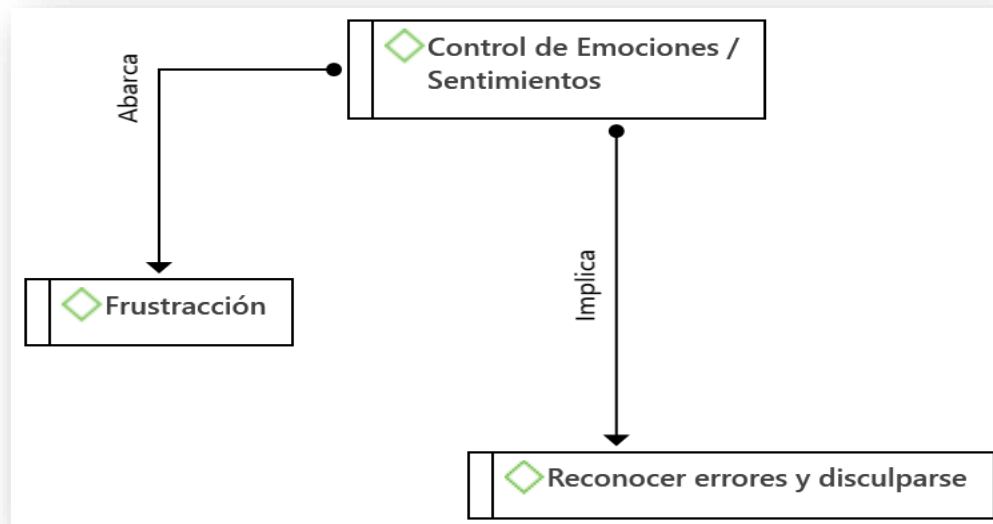 Control de Emociones /
Sentimientos
Abarca
Frustracción
Implica
Reconocer errores y disculparse